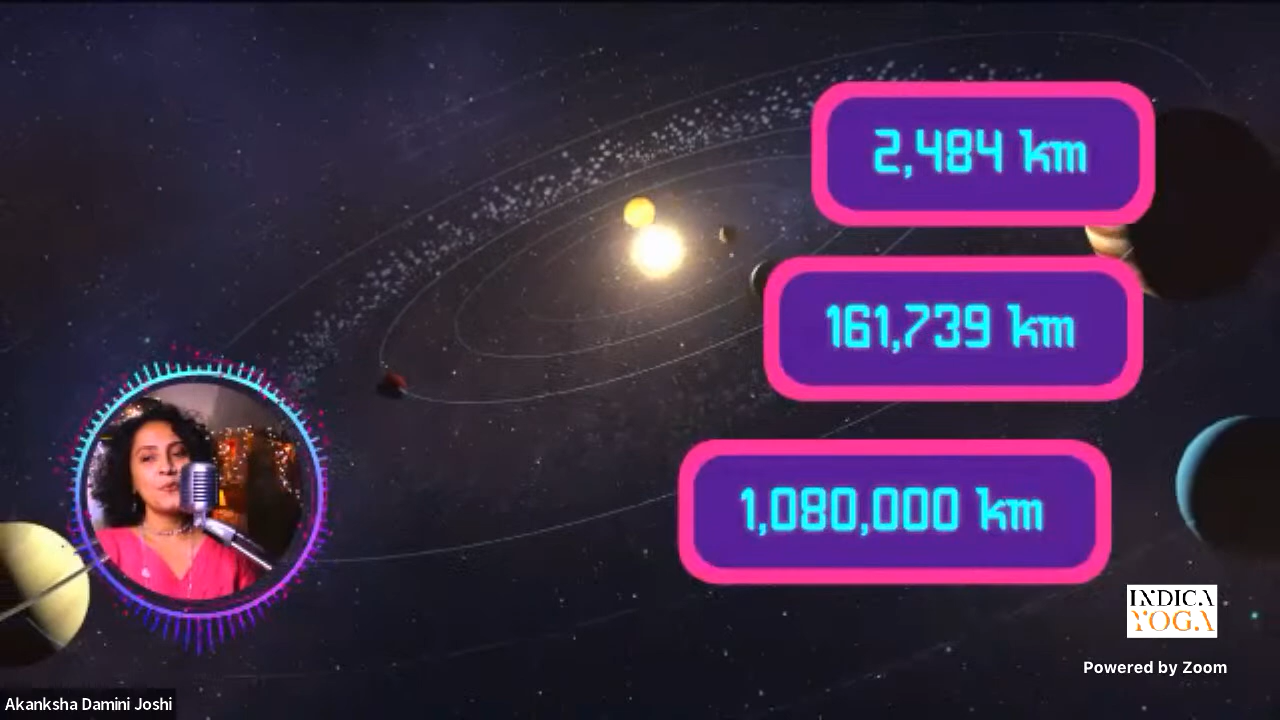 2,484 km
161,739 km
1,080,000 km
INDICA
YOGA
Powered by Zoom
Akanksha Damini Joshi